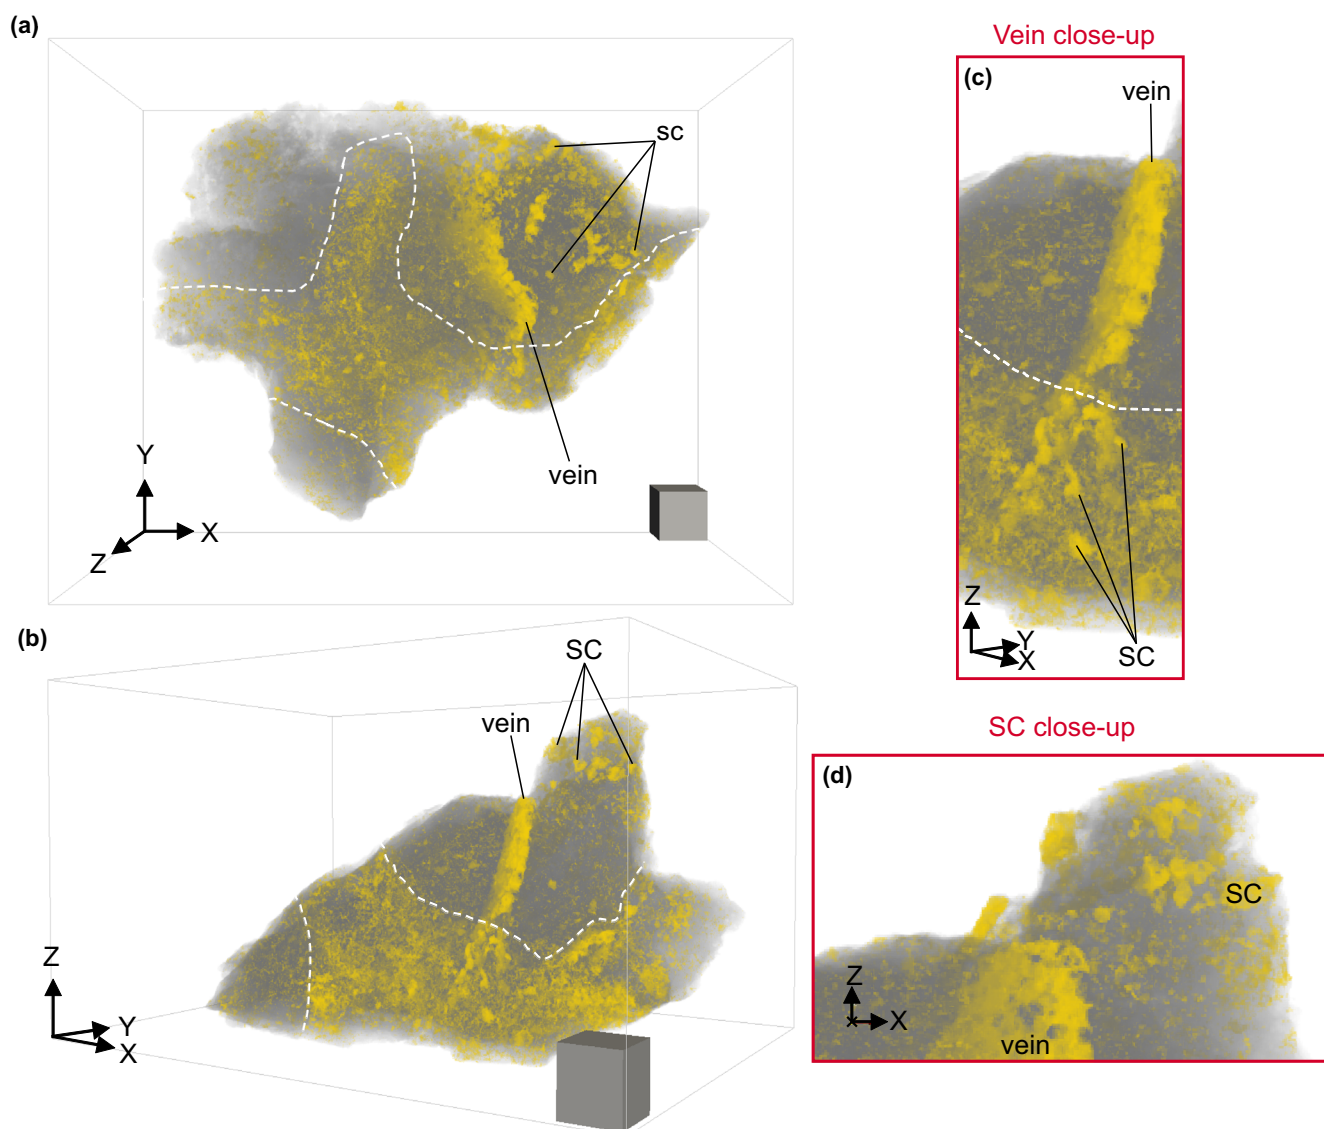 (a)
sc
vein
Y
X
Z
(b)
SC
vein
Z
Y
X
Vein close-up
(c)
vein
Z
Y
X
SC
SC close-up
(d)
SC
Z
X
vein